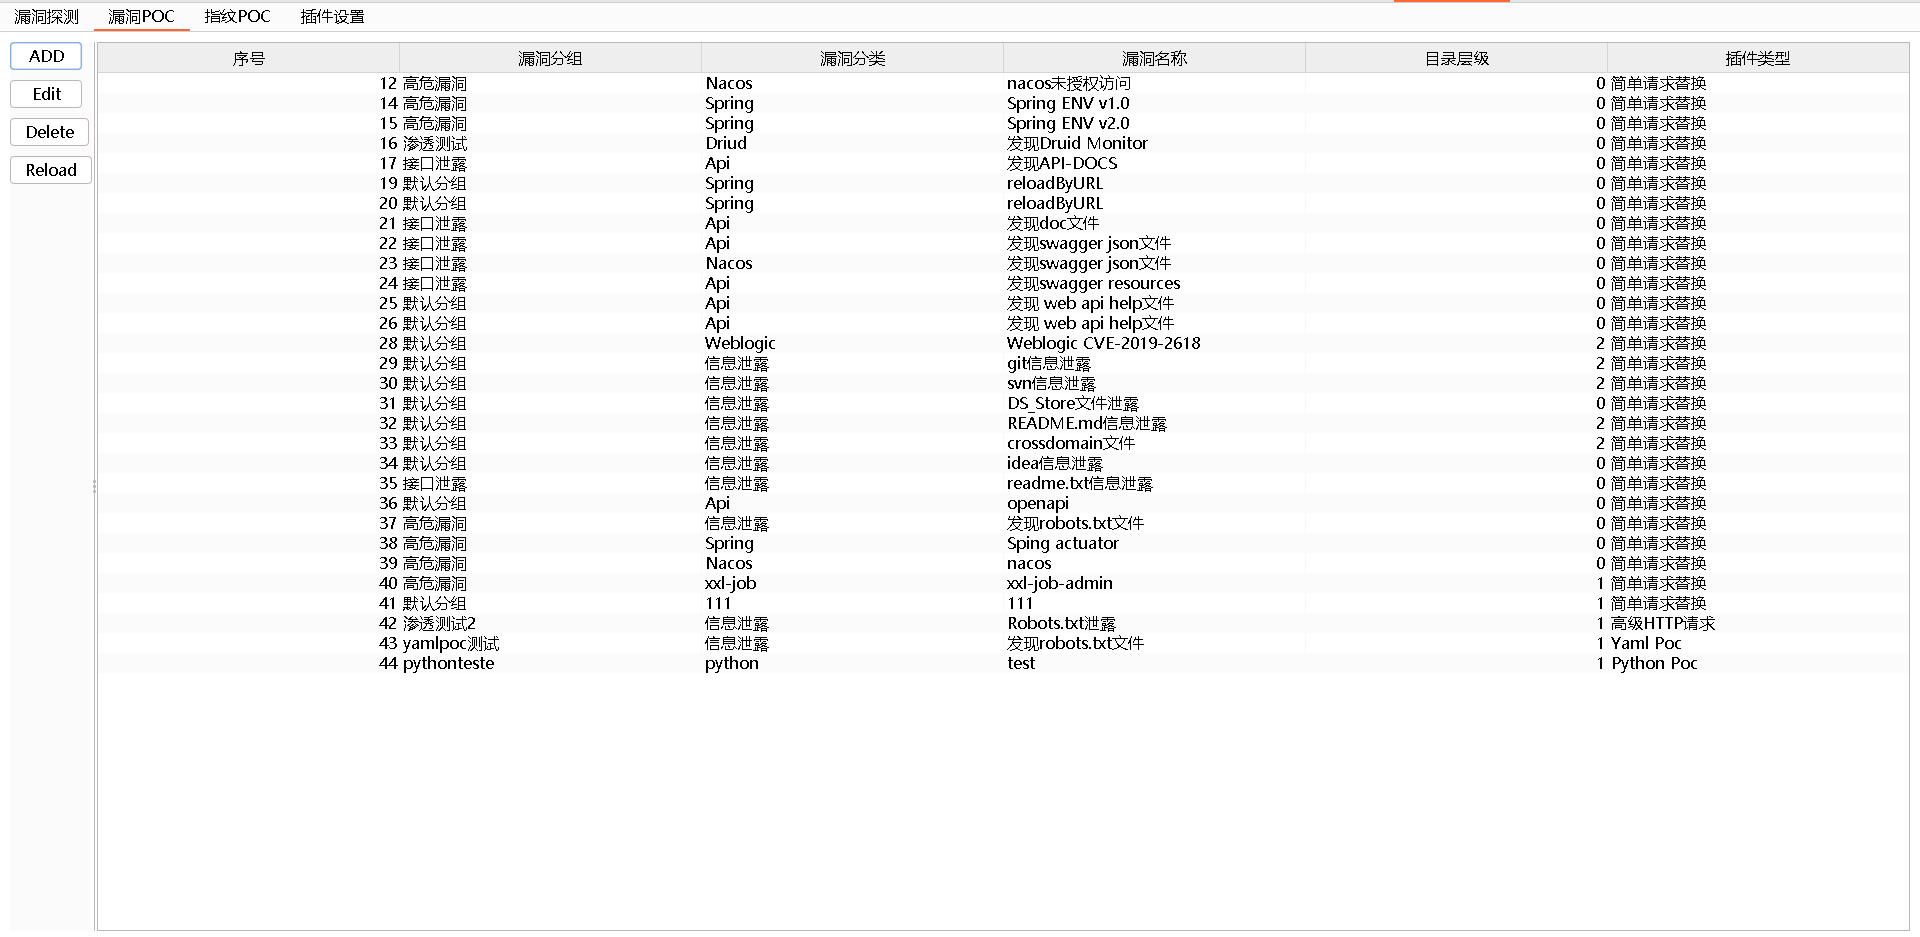 漏洞探测 漏洞POC 指纹POC 插件设置
ADD
Edit
Delete
Reload
序号 漏洞分组 漏洞分类 漏洞名称 目录层级 插件类型
12 高危漏洞 Nacos nacos未授权访问 0 简单请求替换
14 高危漏洞 Spring Spring ENV v1.0 0 简单请求替换
15 高危漏洞 Spring Spring ENV v2.0 0 简单请求替换
16 渗透测试 Driud 发现Druid Monitor 0 简单请求替换
17 接口泄露 Api 发现API-DOCS 0 简单请求替换
19 默认分组 Spring reloadByURL 0 简单请求替换
20 默认分组 Spring reloadByURL 0 简单请求替换
21 接口泄露 Api 发现doc文件 0 简单请求替换
22 接口泄露 Api 发现swagger json文件 0 简单请求替换
23 接口泄露 Nacos 发现swagger json文件 0 简单请求替换
24 接口泄露 Api 发现swagger resources 0 简单请求替换
25 默认分组 Api 发现 web api help文件 0 简单请求替换
26 默认分组 Api 发现 web api help文件 0 简单请求替换
28 默认分组 Weblogic Weblogic CVE-2019-2618 2 简单请求替换
29 默认分组 信息泄露 git信息泄露 2 简单请求替换
30 默认分组 信息泄露 svn信息泄露 2 简单请求替换
31 默认分组 信息泄露 DS_Store文件泄露 0 简单请求替换
32 默认分组 信息泄露 README.md信息泄露 2 简单请求替换
33 默认分组 信息泄露 crossdomain文件 2 简单请求替换
34 默认分组 信息泄露 idea信息泄露 0 简单请求替换
35 接口泄露 信息泄露 readme.txt信息泄露 0 简单请求替换
36 默认分组 Api openapi 0 简单请求替换
37 高危漏洞 信息泄露 发现robots.txt文件 0 简单请求替换
38 高危漏洞 Spring Sping actuator 0 简单请求替换
39 高危漏洞 Nacos nacos 0 简单请求替换
40 高危漏洞 xxl-job xxl-job-admin 1 简单请求替换
41 默认分组 111 111 1 简单请求替换
42 渗透测试2 信息泄露 Robots.txt泄露 1 高级HTTP请求
43 yamlpoc测试 信息泄露 发现robots.txt文件 1 Yaml Poc
44 pythonteste python test 1 Python Poc